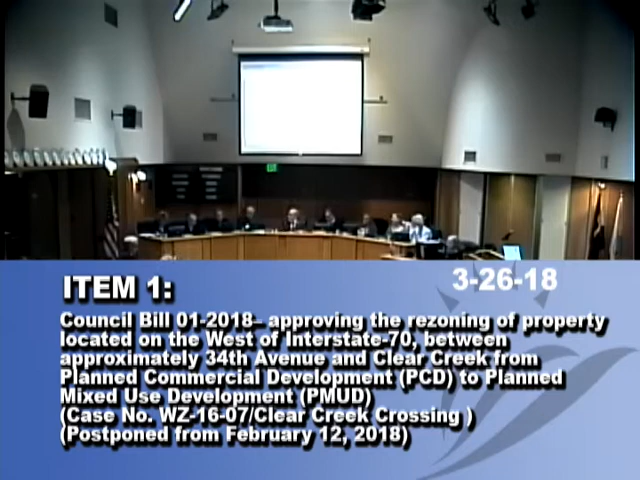 ITEM 1:
3-26-18
Council Bill 01-2018– approving the rezoning of property
located on the West of Interstate-70, between
approximately 34th Avenue and Clear Creek from
Planned Commercial Development (PCD) to Planned
Mixed Use Development (PMUD)
(Case No. WZ-16-07/Clear Creek Crossing )
(Postponed from February 12, 2018)